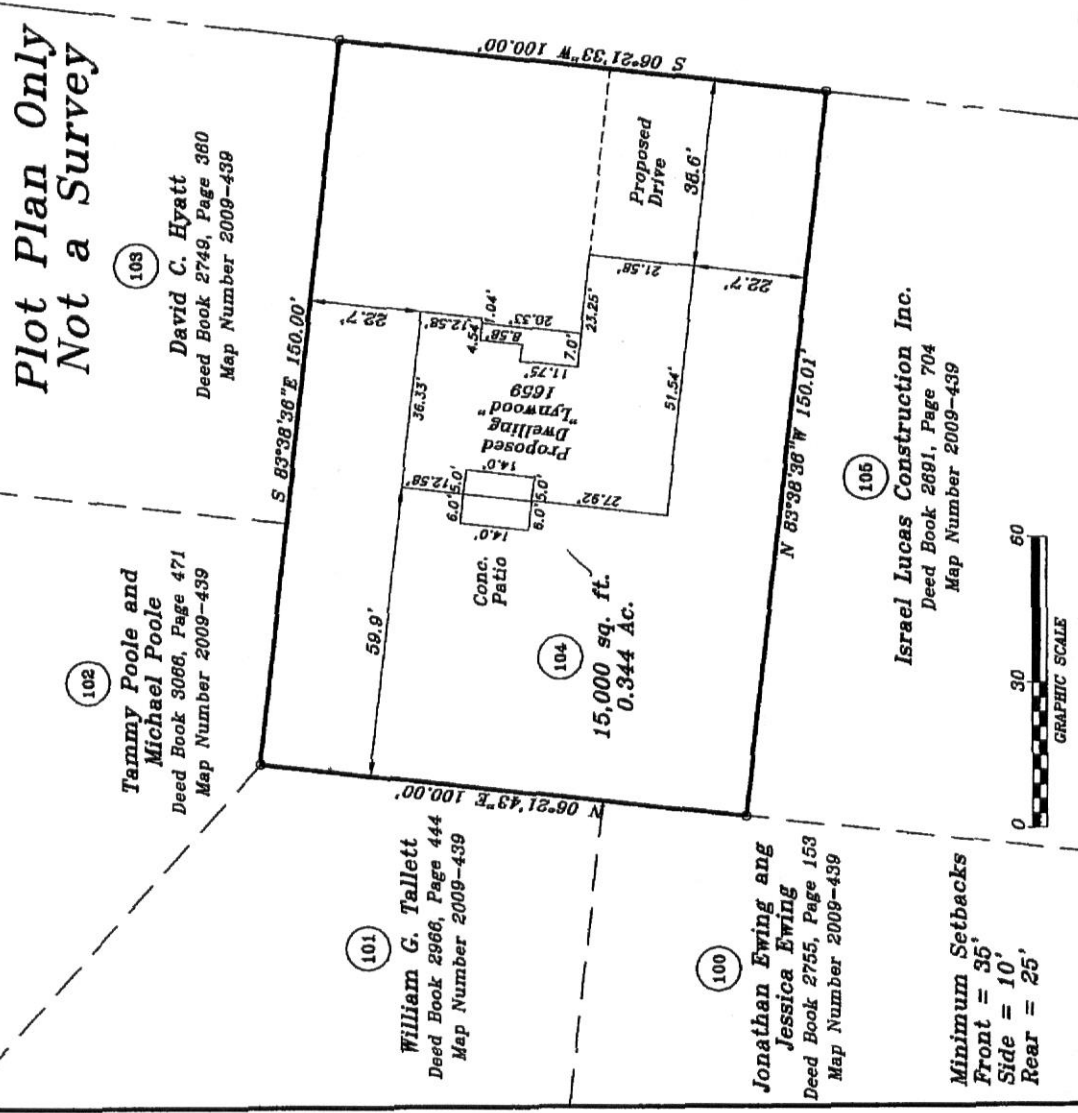 Plot Plan Only
Not a Survey
103
David C. Hyatt
Deed Book 2749, Page 380
Map Number 2009-439
102
Tammy Poole and
Michael Poole
Deed Book 3066, Page 471
Map Number 2009-439
S 83°38'36"E 150.00'
S 06°21'33"W 100.00'
N 06°21'43"E 100.00'
N 83°38'36"W 150.01'
22.7'
36.33'
12.58'
4.54'
1.04'
8.58'
20.33'
11.75'
7.0'
23.25'
21.58'
Proposed
Drive
38.6'
22.7'
51.54'
Proposed
Dwelling
"Lynwood"
1659
12.58'
5.0'
14.0'
5.0'
6.0'
14.0'
6.0'
27.92'
59.9'
Conc.
Patio
104
15,000 sq. ft.
0.344 Ac.
101
William G. Tallett
Deed Book 2966, Page 444
Map Number 2009-439
100
Jonathan Ewing ang
Jessica Ewing
Deed Book 2755, Page 153
Map Number 2009-439
105
Israel Lucas Construction Inc.
Deed Book 2691, Page 704
Map Number 2009-439
Minimum Setbacks
Front = 35'
Side = 10'
Rear = 25'
0 30 60
GRAPHIC SCALE